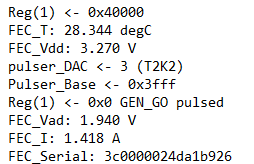 Reg(1) <- 0x40000
FEC_T: 28.344 degC
FEC_Vdd: 3.270 V
pulser_DAC <- 3 (T2K2)
Pulser_Base <- 0x3fff
Reg(1) <- 0x0 GEN_GO pulsed
FEC_Vad: 1.940 V
FEC_I: 1.418 A
FEC_Serial: 3c0000024da1b926